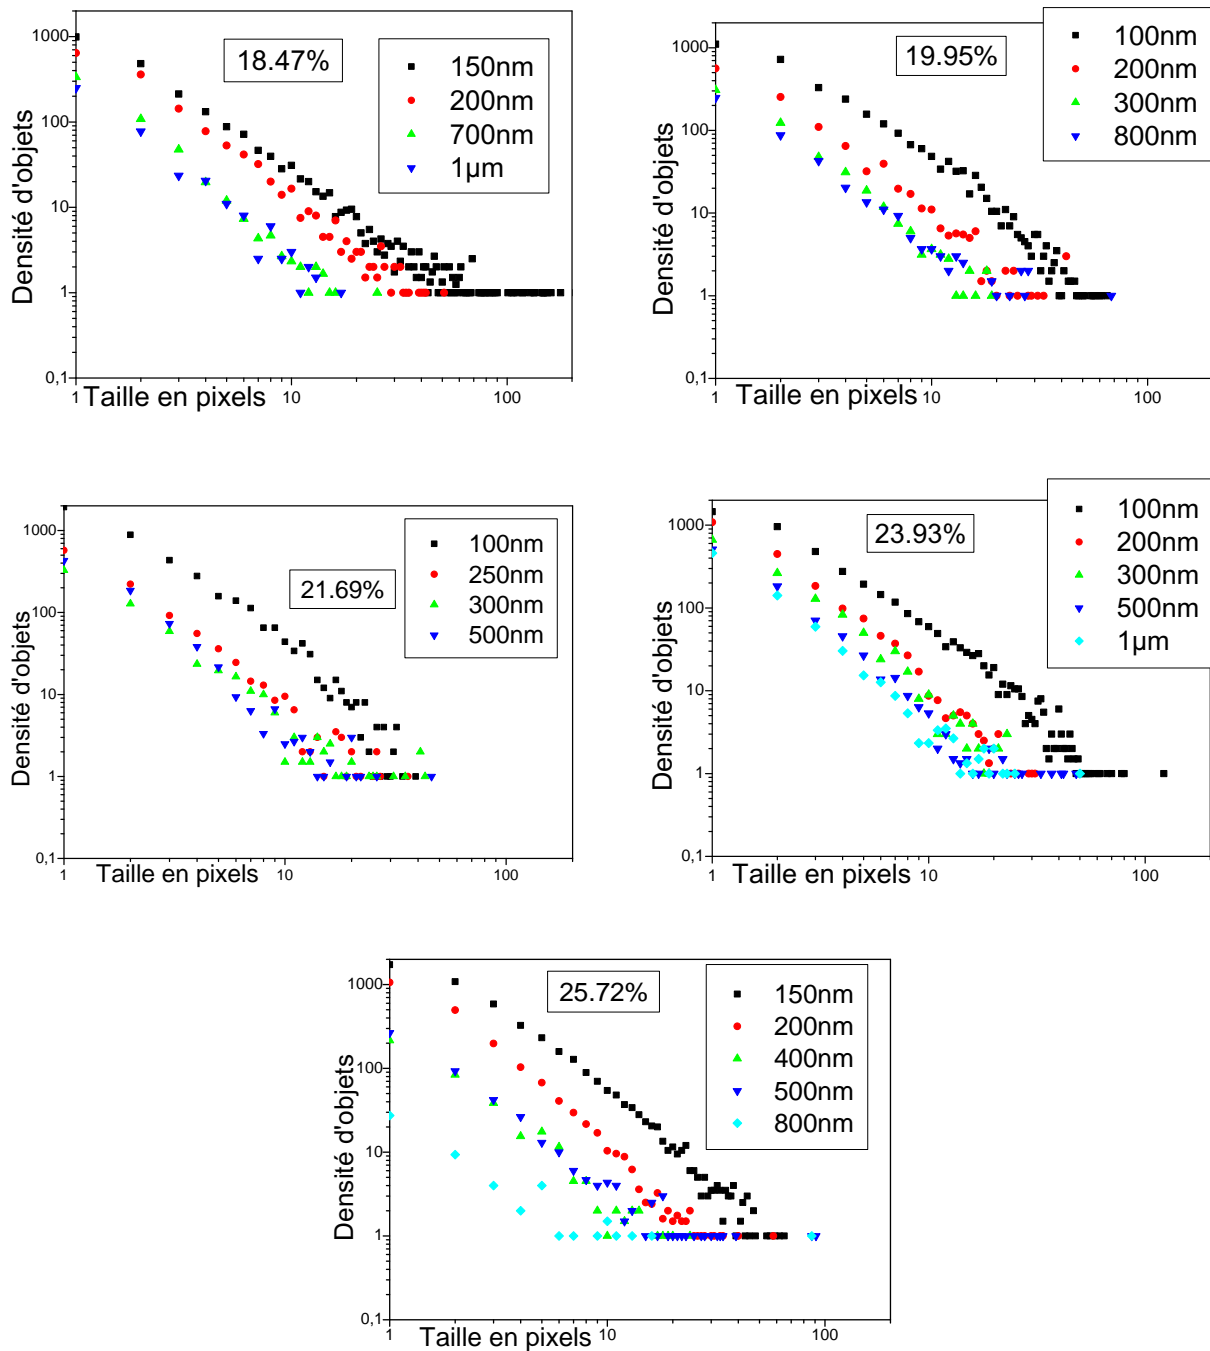 18.47%
150nm
200nm
700nm
1µm
1000
100
10
1
0,1
1
10
100
Densité d'objets
Taille en pixels
19.95%
100nm
200nm
300nm
800nm
1000
100
10
1
0,1
1
10
100
Densité d'objets
Taille en pixels
21.69%
100nm
250nm
300nm
500nm
1000
100
10
1
0,1
1
10
100
Densité d'objets
Taille en pixels
23.93%
100nm
200nm
300nm
500nm
1µm
1000
100
10
1
0,1
1
10
100
Densité d'objets
Taille en pixels
25.72%
150nm
200nm
400nm
500nm
800nm
1000
100
10
1
0,1
1
10
100
Densité d'objets
Taille en pixels